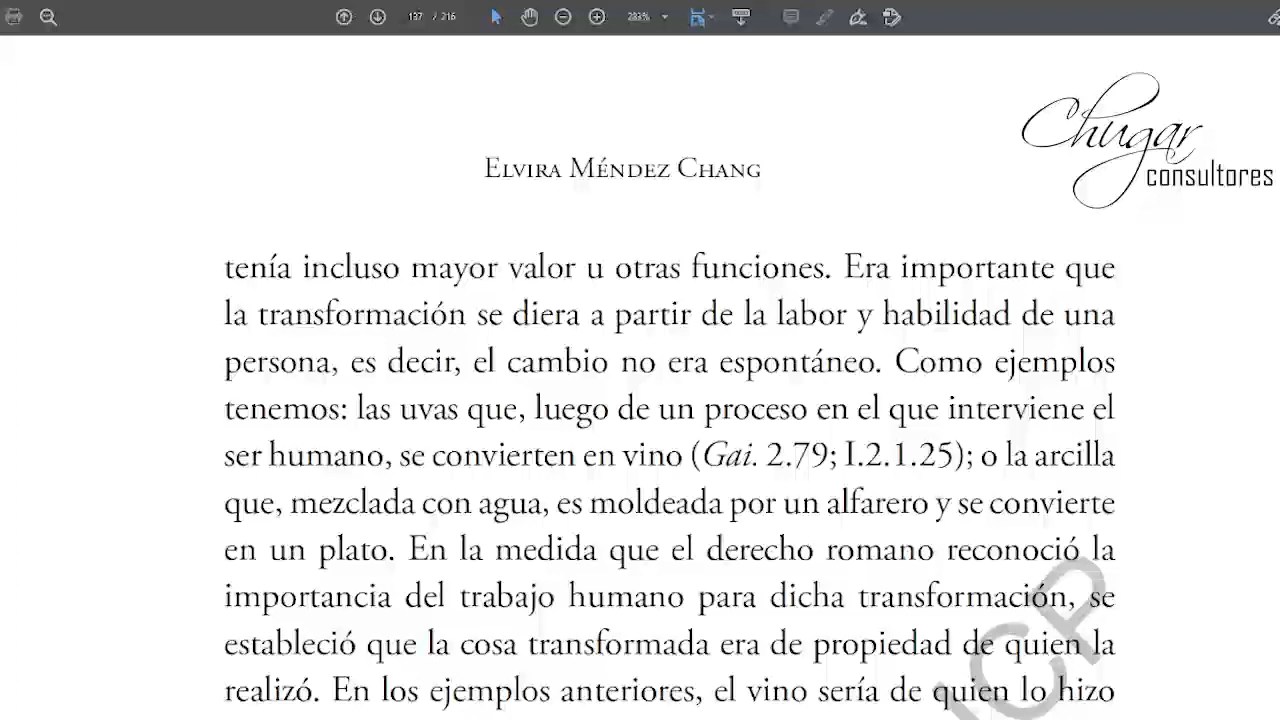 137 / 216
283%
Chugar
consultores
Elvira Méndez Chang
tenía incluso mayor valor u otras funciones. Era importante que
la transformación se diera a partir de la labor y habilidad de una
persona, es decir, el cambio no era espontáneo. Como ejemplos
tenemos: las uvas que, luego de un proceso en el que interviene el
ser humano, se convierten en vino (Gai. 2.79; I.2.1.25); o la arcilla
que, mezclada con agua, es moldeada por un alfarero y se convierte
en un plato. En la medida que el derecho romano reconoció la
importancia del trabajo humano para dicha transformación, se
estableció que la cosa transformada era de propiedad de quien la
realizó. En los ejemplos anteriores, el vino sería de quien lo hizo